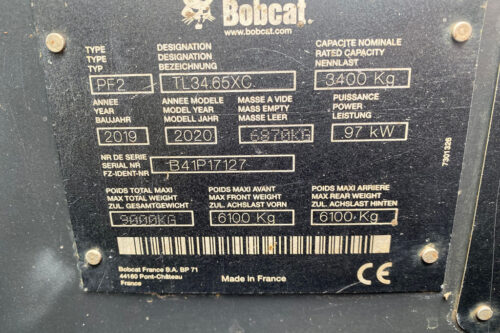 Bobcat.
www.bobcat.com
TYPE DESIGNATION CAPACITE NOMINALE
TYPE DESIGNATION RATED CAPACITY
TYP BEZEICHNUNG NENNLAST
PF2 TL34.65XC 3400 Kg
ANNEE ANNEE MODELE MASSE A VIDE PUISSANCE
YEAR MODEL YEAR MASS EMPTY POWER
BAUJAHR MODELL JAHR MASSE LEER LEISTUNG
2019 2020 6870KG 97 kW
NR DE SERIE
SERIAL NR B41P17127
FZ-IDENT-NR
POIDS TOTAL MAXI POIDS MAXI AVANT POIDS MAXI ARRIERE
MAX TOTAL WEIGHT MAX FRONT WEIGHT MAX REAR WEIGHT
ZUL. GESAMTGEWICHT ZUL. ACHSLAST VORN ZUL. ACHSLAST HINTEN
9000KG 6100 Kg 6100 Kg
Bobcat France S.A. BP 71
44160 Pont-Château
France
Made in France
CE
7301326